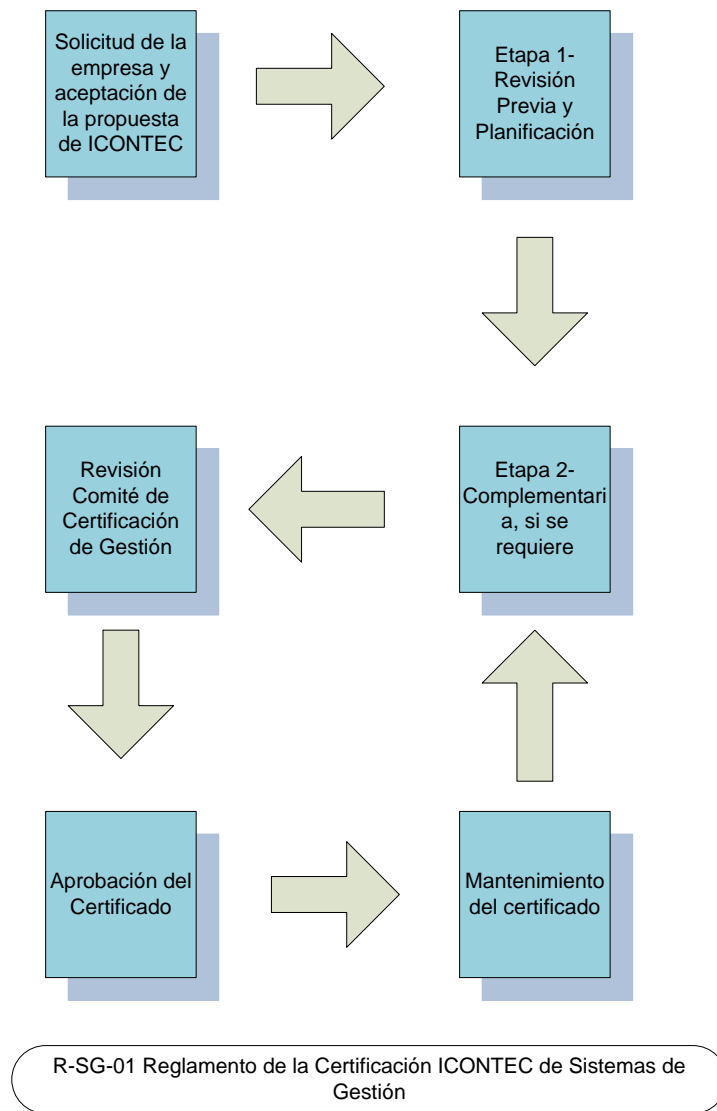 Solicitud de la
empresa y
aceptación de
la propuesta
de ICONTEC
Etapa 1-
Revisión
Previa y
Planificación
Etapa 2-
Complementari
a, si se
requiere
Revisión
Comité de
Certificación
de Gestión
Aprobación del
Certificado
Mantenimiento
del certificado
R-SG-01 Reglamento de la Certificación ICONTEC de Sistemas de
Gestión